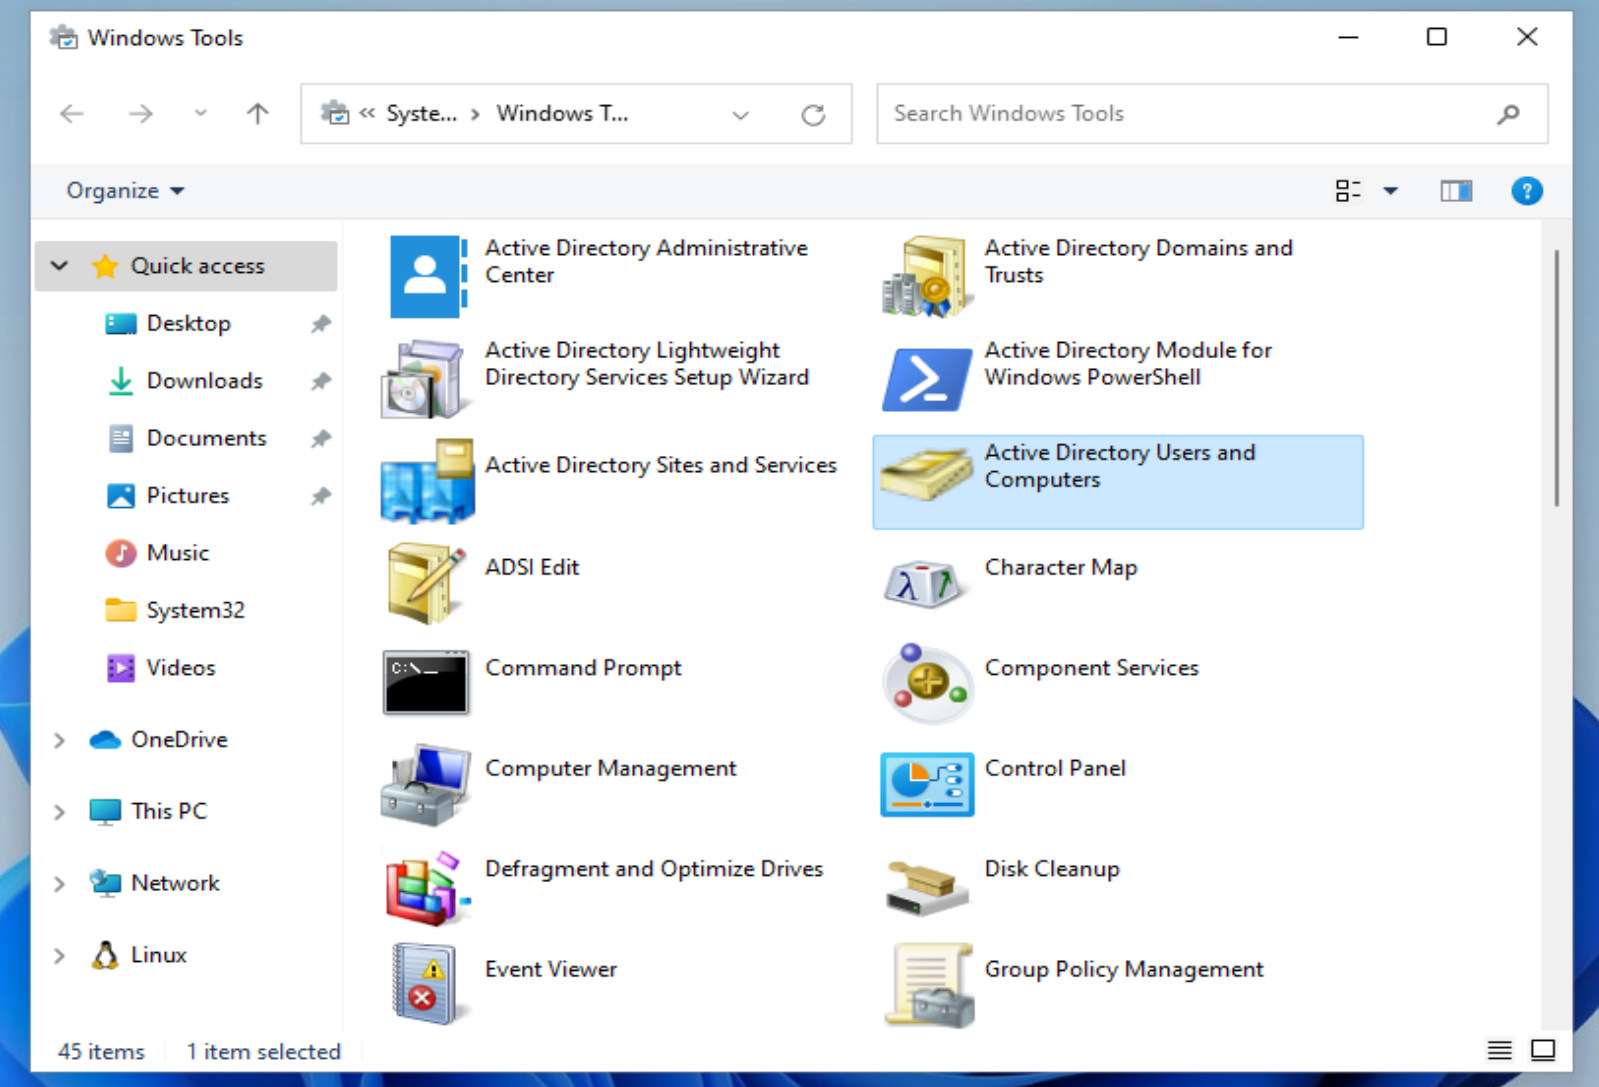 Windows Tools
« Syste... › Windows T...
Search Windows Tools
Organize
?
Quick access
Desktop
Downloads
Documents
Pictures
Music
System32
Videos
OneDrive
This PC
Network
Linux
Active Directory Administrative
Center
Active Directory Domains and
Trusts
Active Directory Lightweight
Directory Services Setup Wizard
Active Directory Module for
Windows PowerShell
Active Directory Sites and Services
Active Directory Users and
Computers
ADSI Edit
Character Map
C:\_
Command Prompt
Component Services
Computer Management
Control Panel
Defragment and Optimize Drives
Disk Cleanup
Event Viewer
Group Policy Management
45 items
1 item selected